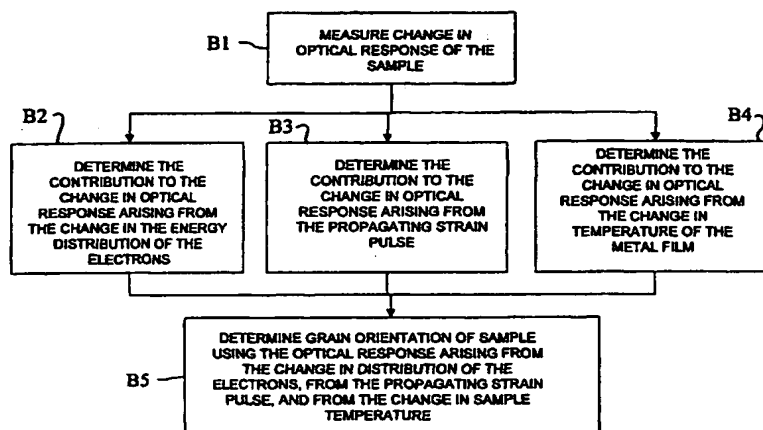 B1
MEASURE CHANGE IN
OPTICAL RESPONSE OF THE
SAMPLE
B2
DETERMINE THE
CONTRIBUTION TO THE
CHANGE IN OPTICAL
RESPONSE ARISING FROM
THE CHANGE IN THE ENERGY
DISTRIBUTION OF THE
ELECTRONS
B3
DETERMINE THE
CONTRIBUTION TO THE
CHANGE IN OPTICAL
RESPONSE ARISING FROM
THE PROPAGATING STRAIN
PULSE
B4
DETERMINE THE
CONTRIBUTION TO THE
CHANGE IN OPTICAL
RESPONSE ARISING FROM
THE CHANGE IN
TEMPERATURE OF THE
METAL FILM
B5
DETERMINE GRAIN ORIENTATION OF SAMPLE
USING THE OPTICAL RESPONSE ARISING FROM
THE CHANGE IN DISTRIBUTION OF THE
ELECTRONS, FROM THE PROPAGATING STRAIN
PULSE, AND FROM THE CHANGE IN SAMPLE
TEMPERATURE